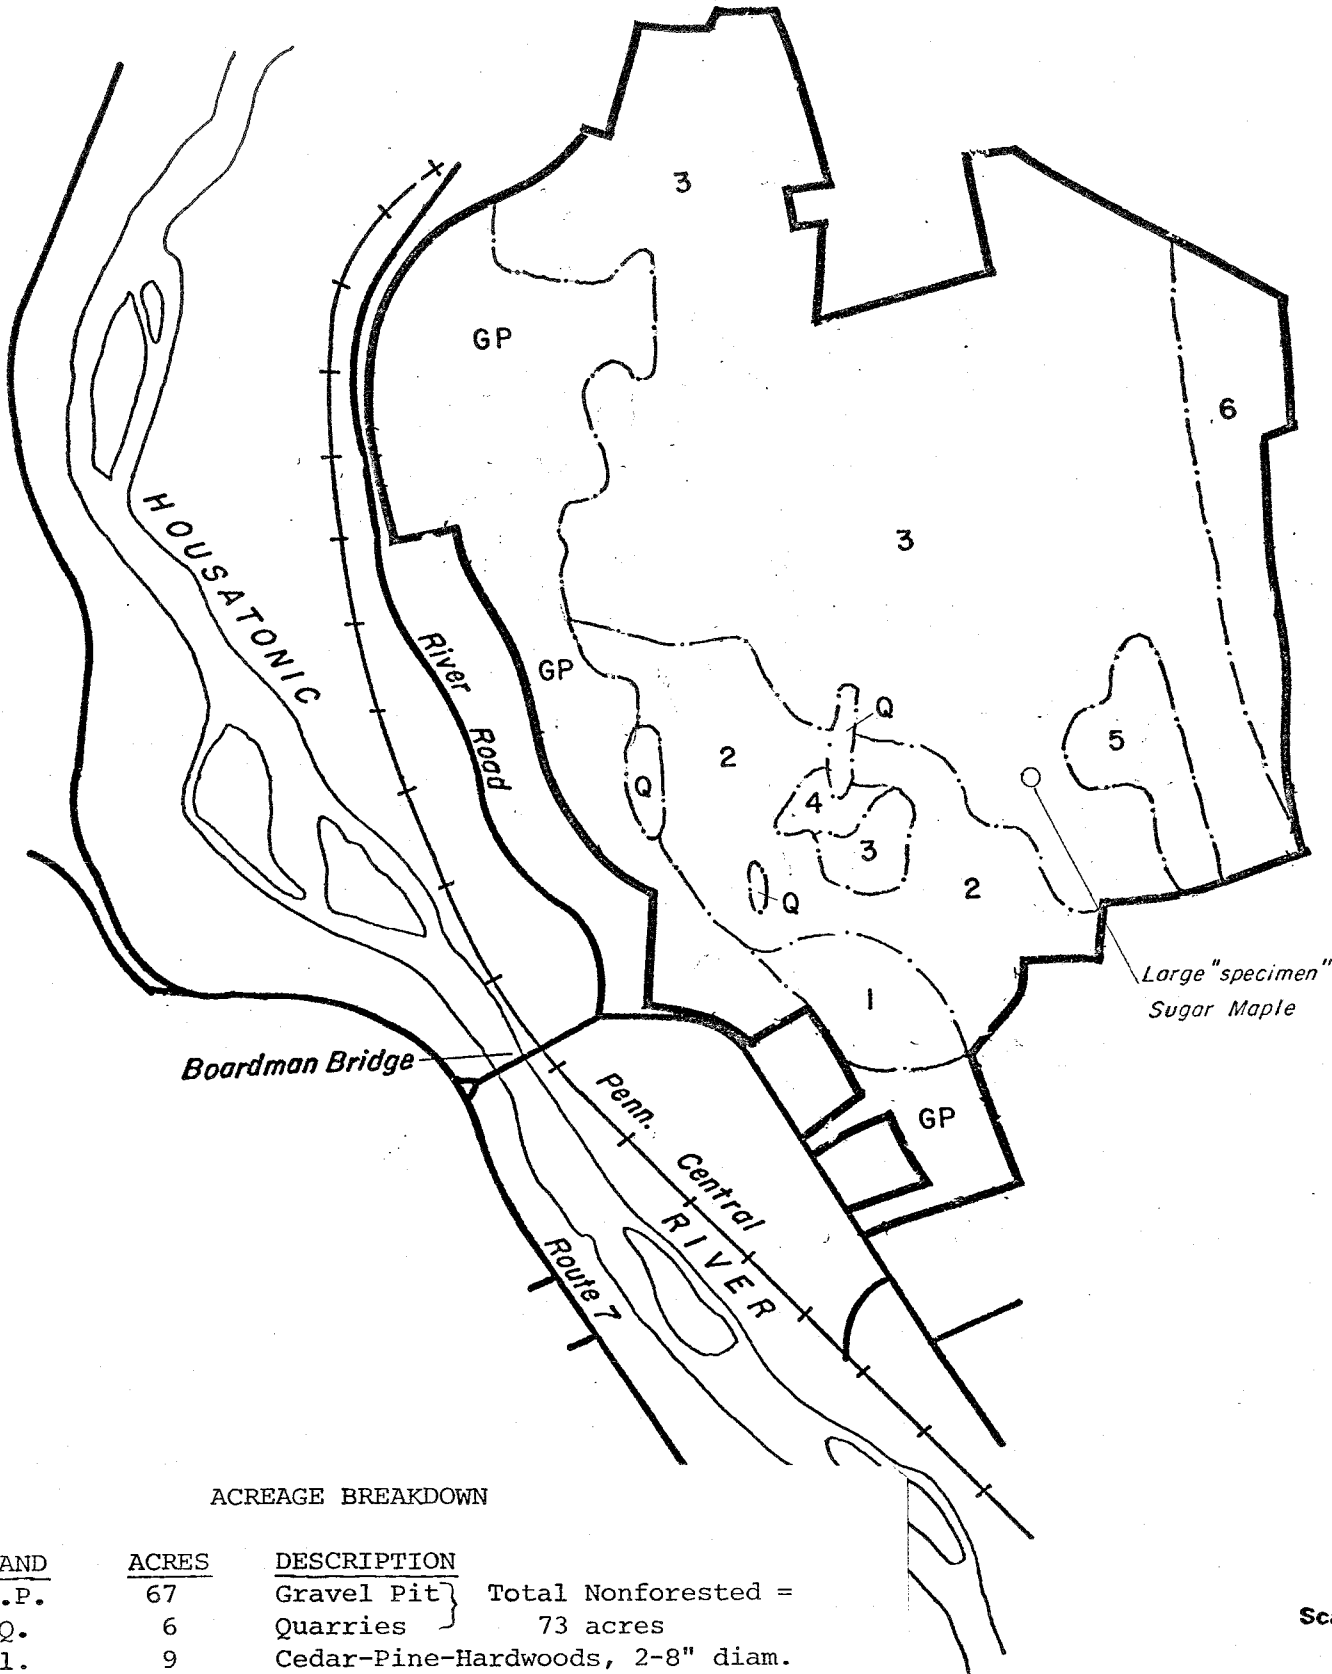 3
GP
6
HOUSATONIC
3
River Road
GP
Q
2
5
Q
4
3
2
Q
Large "specimen"
Sugar Maple
1
Boardman Bridge
Penn. Central
GP
RIVER
Route 7
ACREAGE BREAKDOWN
AND ACRES DESCRIPTION
.P. 67 Gravel Pit} Total Nonforested =
Q. 6 Quarries 73 acres
1. 9 Cedar-Pine-Hardwoods, 2-8" diam.
Sca